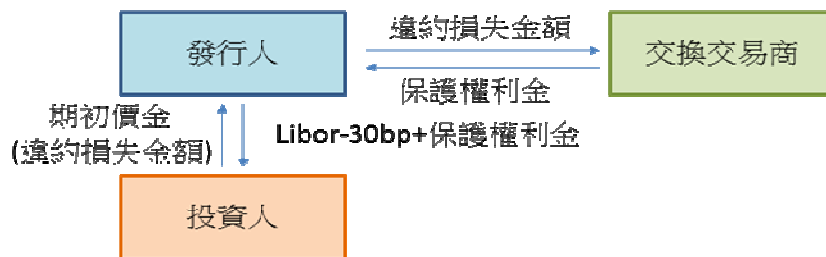 發行人
違約損失金額
交換交易商
保護權利金
期初價金
(違約損失金額)
Libor-30bp+保護權利金
投資人